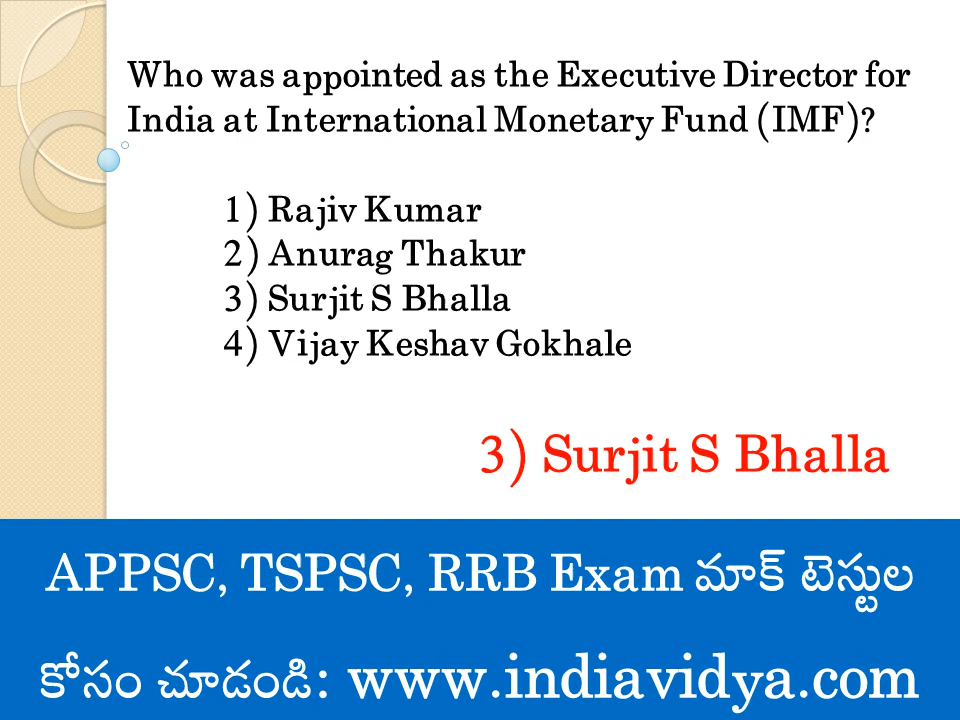 Who was appointed as the Executive Director for
India at International Monetary Fund (IMF)?
1) Rajiv Kumar
2) Anurag Thakur
3) Surjit S Bhalla
4) Vijay Keshav Gokhale
3) Surjit S Bhalla
APPSC, TSPSC, RRB Exam మాక్ టెస్టుల
కోసం చూడండి: www.indiavidya.com